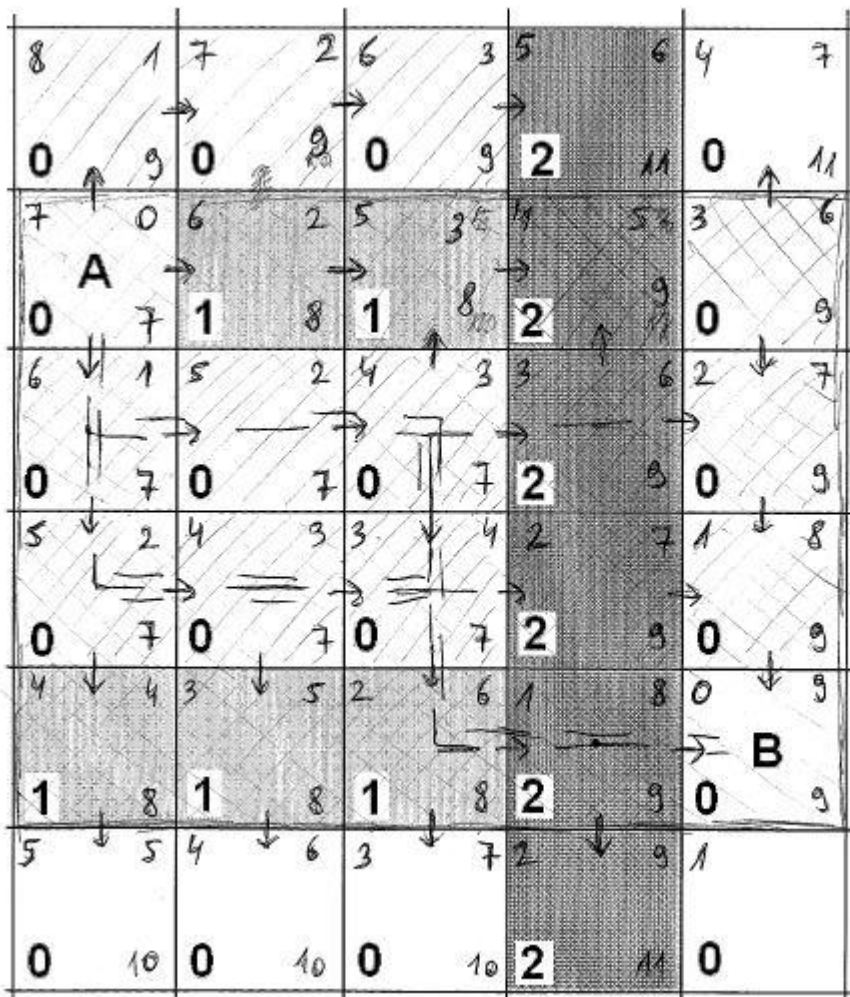 8 1 7 2 6 3 5 6 4 7
0 9 0 9 0 9 2 11 0 11
7 0 6 2 5 3 4 5 3 6
A
0 7 1 8 1 8 2 9 0 9
6 1 5 2 4 3 3 6 2 7
0 7 0 7 0 7 2 9 0 9
5 2 4 3 3 4 2 7 1 8
0 7 0 7 0 7 2 9 0 9
4 4 3 5 2 6 1 8 0 9
B
1 8 1 8 1 8 2 9 0 9
5 5 4 6 3 7 2 9 1
0 10 0 10 0 10 2 11 0